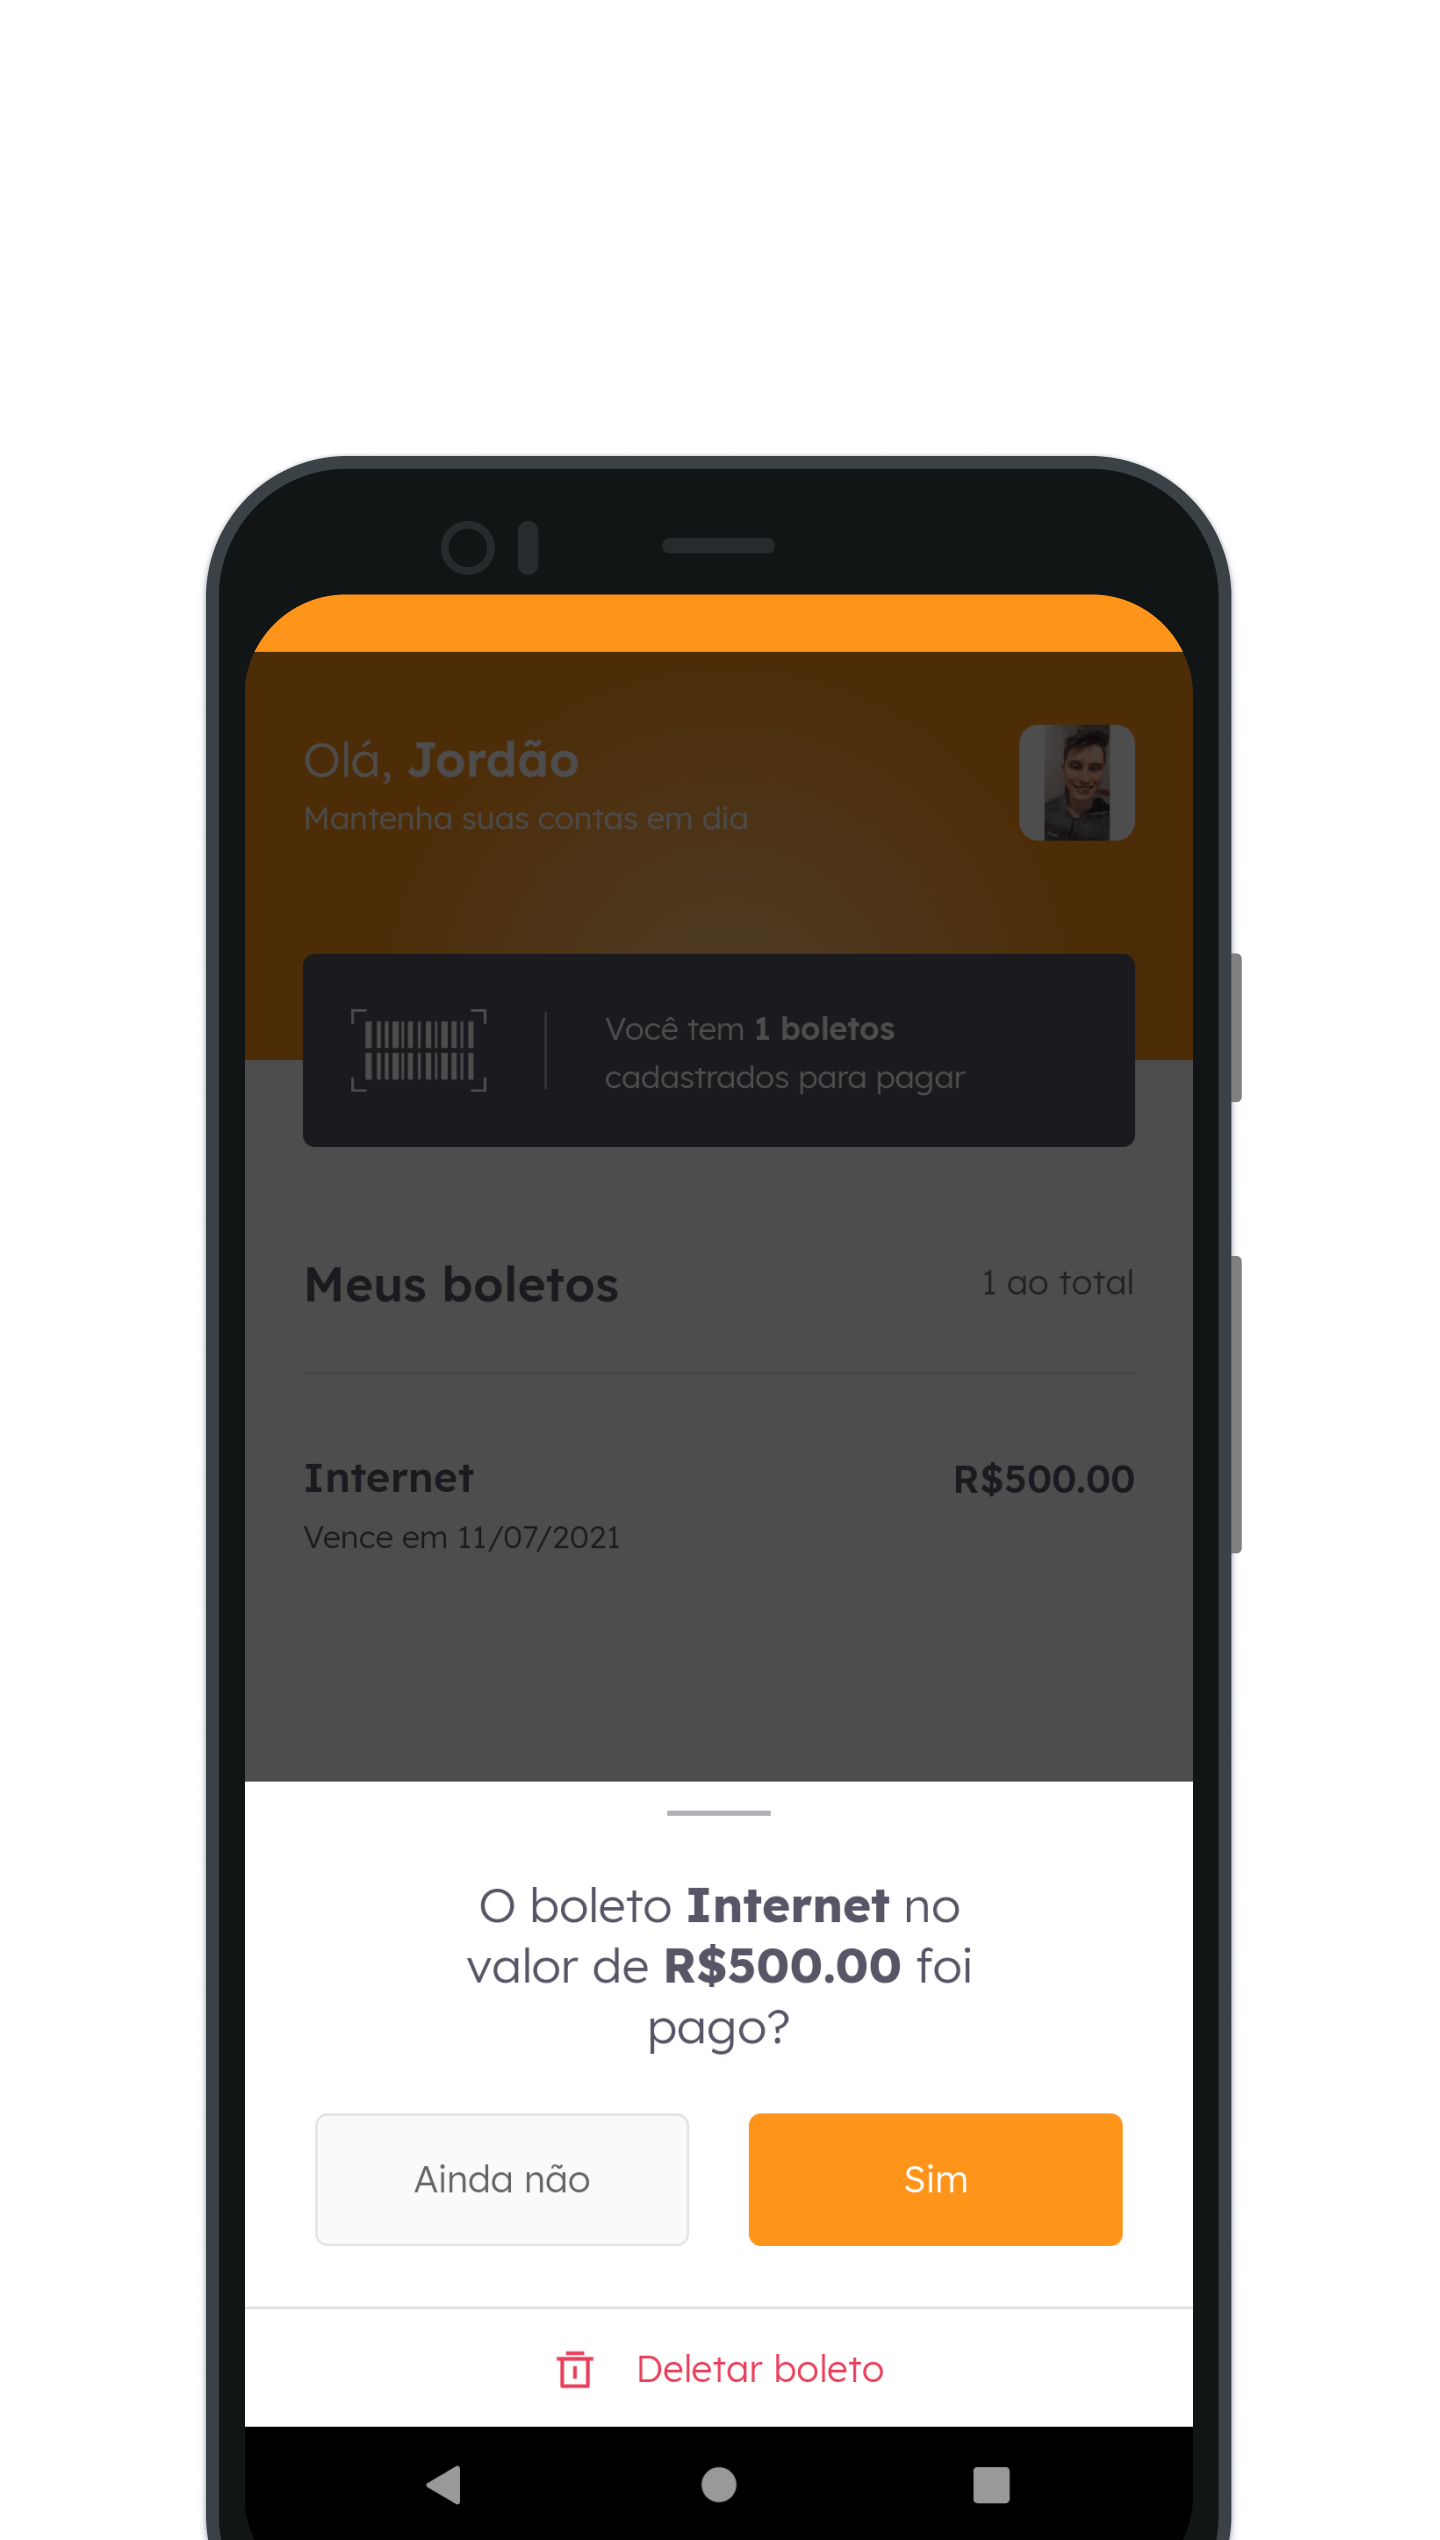 Olá, Jordão
Mantenha suas contas em dia
Você tem 1 boletos
cadastrados para pagar
Meus boletos
1 ao total
Internet
R$500.00
Vence em 11/07/2021
O boleto Internet no
valor de R$500.00 foi
pago?
Ainda não
Sim
Deletar boleto